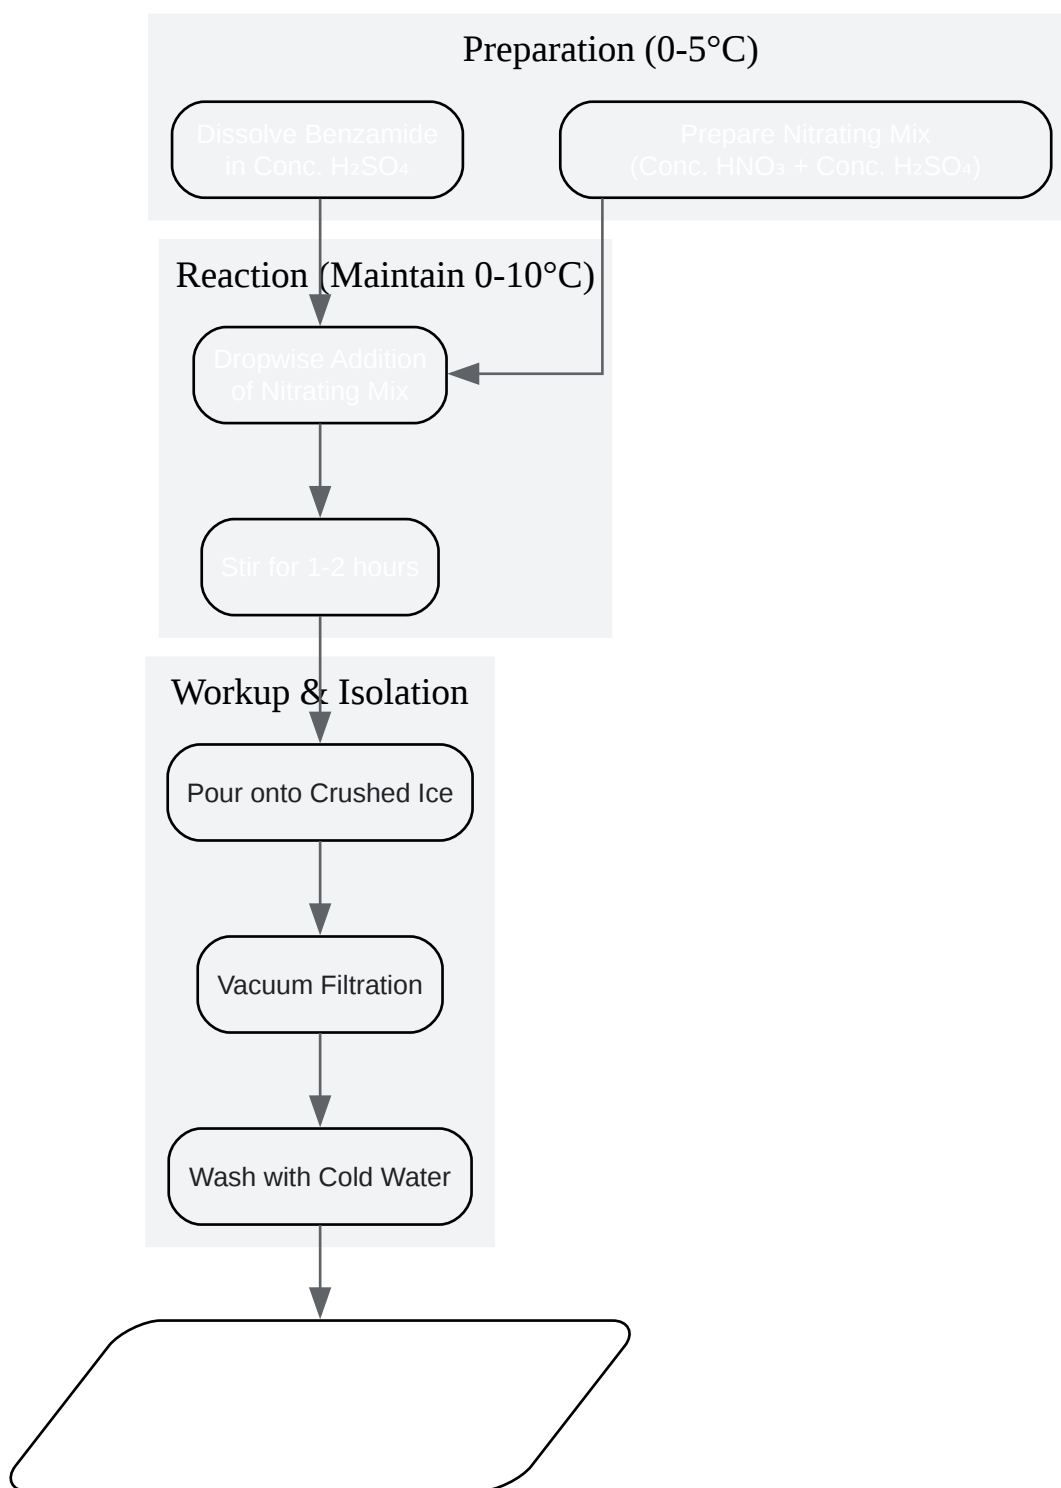 Preparation (0-5°C)
Dissolve Benzamide
in Conc. H₂SO₄
Prepare Nitrating Mix
(Conc. HNO₃ + Conc. H₂SO₄)
Reaction (Maintain 0-10°C)
Dropwise Addition
of Nitrating Mix
Stir for 1-2 hours
Workup & Isolation
Pour onto Crushed Ice
Vacuum Filtration
Wash with Cold Water